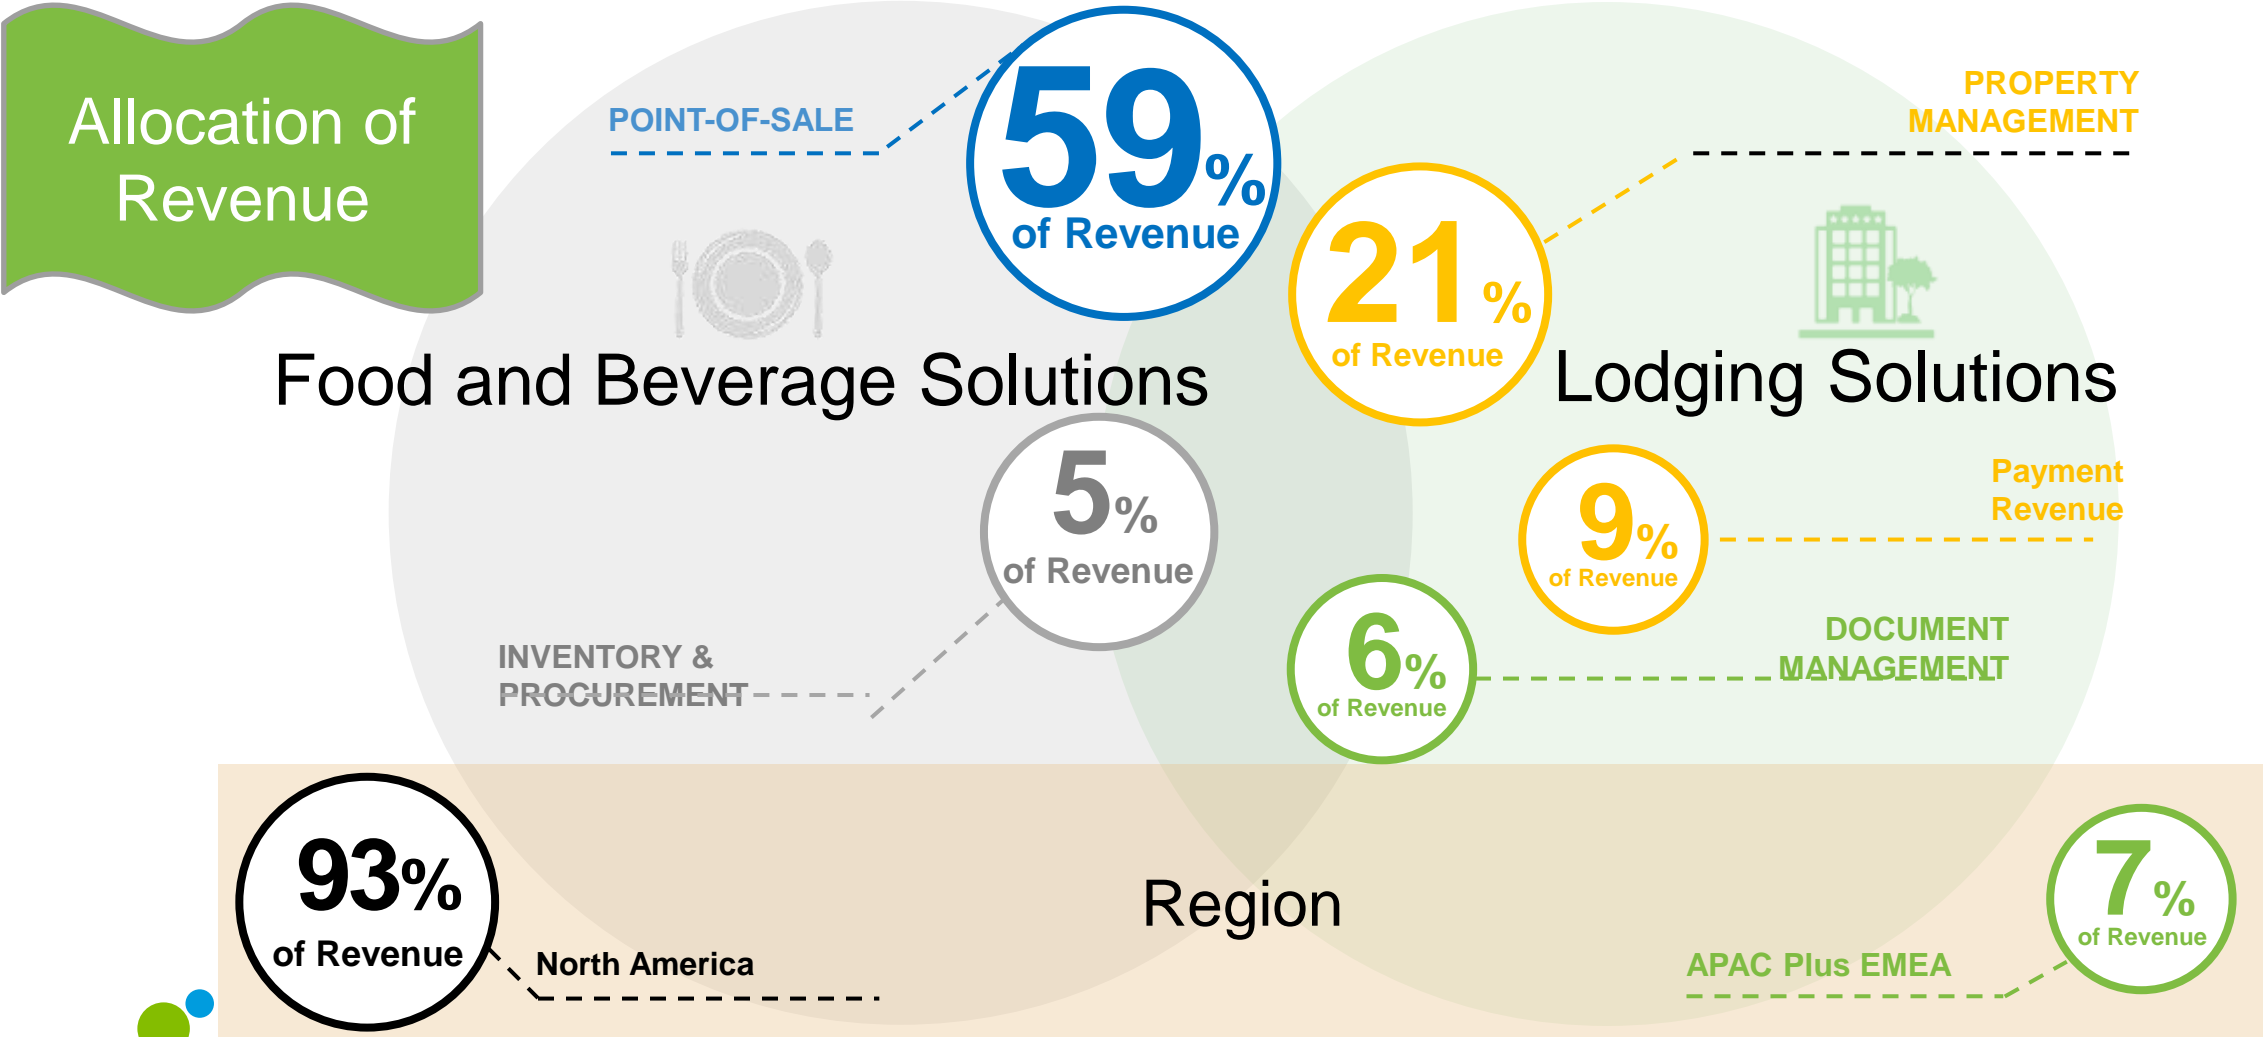 Allocation of
Revenue
POINT-OF-SALE
59%
of Revenue
PROPERTY
MANAGEMENT
21%
of Revenue
Food and Beverage Solutions
Lodging Solutions
5%
of Revenue
INVENTORY &
PROCUREMENT
9%
of Revenue
Payment
Revenue
6%
of Revenue
DOCUMENT
MANAGEMENT
93%
of Revenue
North America
Region
7%
of Revenue
APAC Plus EMEA